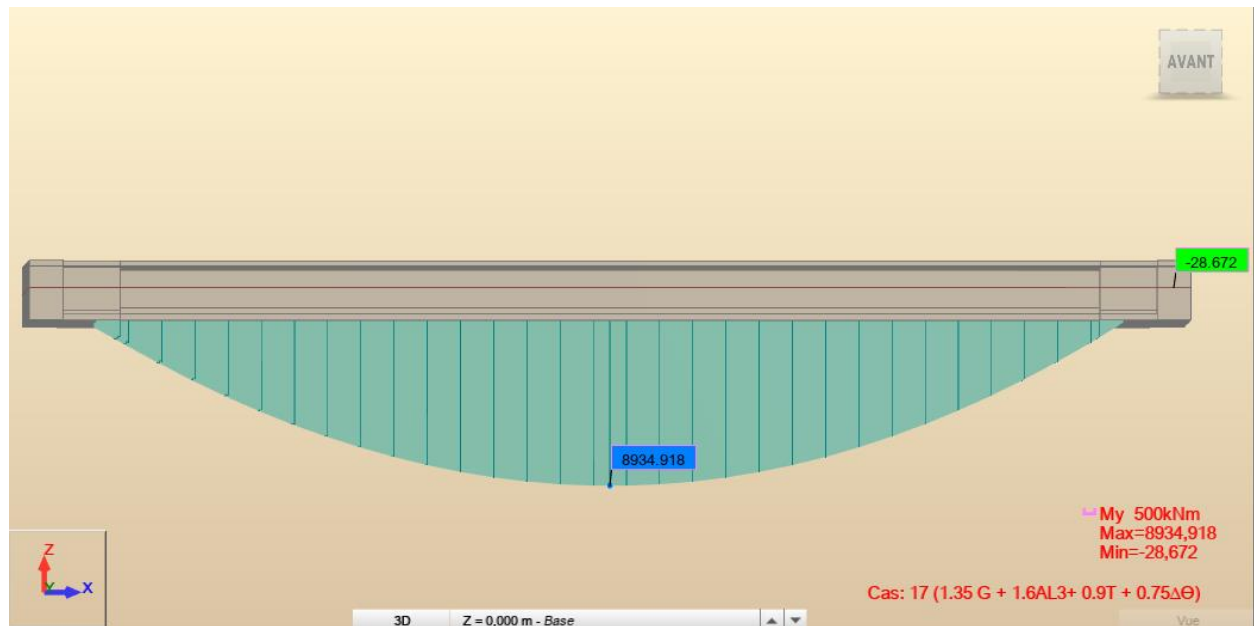 AVANT
-28.672
8934.918
My 500kNm
Max=8934,918
Min=-28,672
Z
Y
X
Cas: 17 (1.35 G + 1.6AL3+ 0.9T + 0.75ΔΘ)
3D Z = 0,000 m - Base
Vue